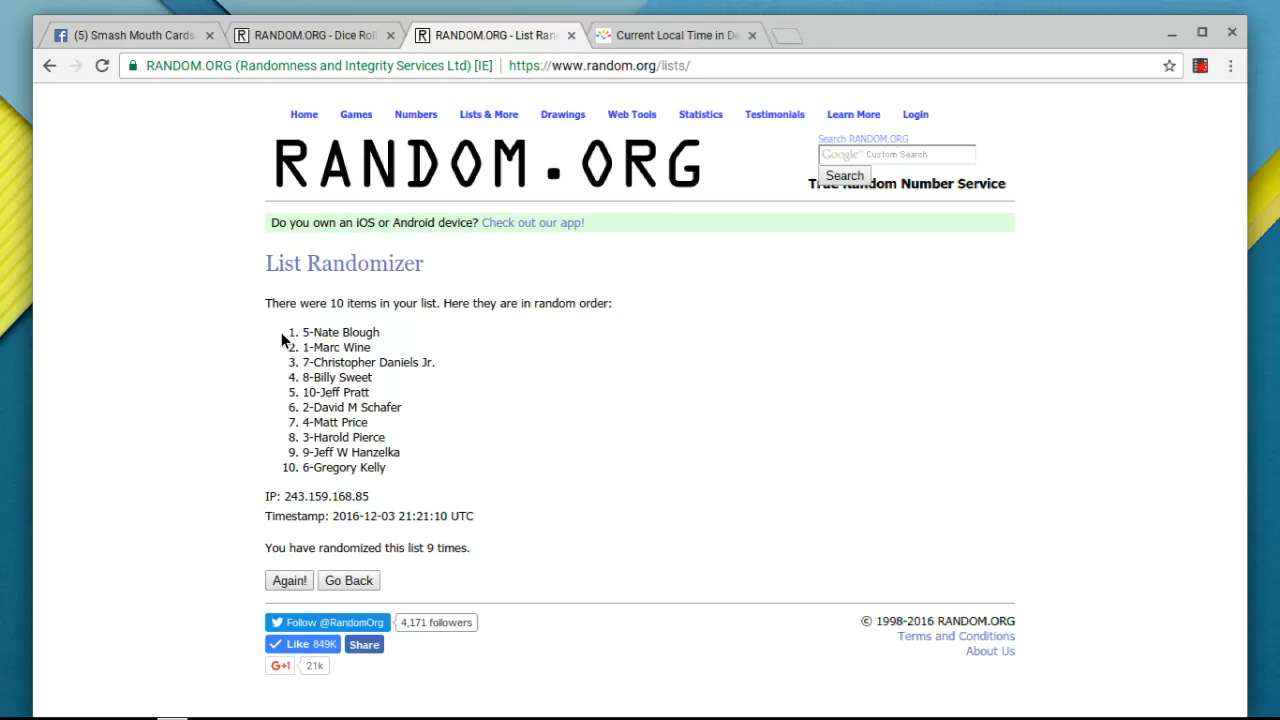 (5) Smash Mouth Cards
RANDOM.ORG - Dice Roll
RANDOM.ORG - List Ran
Current Local Time in De
RANDOM.ORG (Randomness and Integrity Services Ltd) [IE] https://www.random.org/lists/
Home Games Numbers Lists & More Drawings Web Tools Statistics Testimonials Learn More Login
Search RANDOM.ORG
RANDOM.ORG
Google™ Custom Search
Search
True Random Number Service
Do you own an iOS or Android device? Check out our app!
List Randomizer
There were 10 items in your list. Here they are in random order:
1. 5-Nate Blough
2. 1-Marc Wine
3. 7-Christopher Daniels Jr.
4. 8-Billy Sweet
5. 10-Jeff Pratt
6. 2-David M Schafer
7. 4-Matt Price
8. 3-Harold Pierce
9. 9-Jeff W Hanzelka
10. 6-Gregory Kelly
IP: 243.159.168.85
Timestamp: 2016-12-03 21:21:10 UTC
You have randomized this list 9 times.
Again! Go Back
Follow @RandomOrg 4,171 followers
Like 849K Share
G+1 21k
© 1998-2016 RANDOM.ORG
Terms and Conditions
About Us